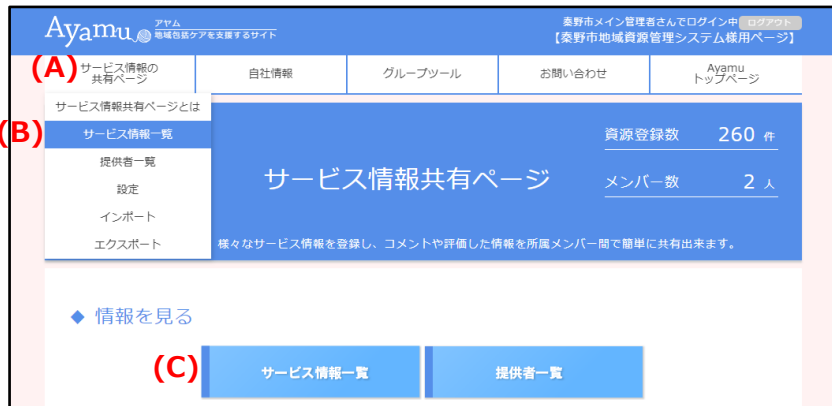 Ayamu アヤム
地域包括ケアを支援するサイト
秦野市メイン管理者さんでログイン中 ログアウト
【秦野市地域資源管理システム様用ページ】
(A) サービス情報の
共有ページ
自社情報
グループツール
お問い合わせ
Ayamu
トップページ
サービス情報共有ページとは
(B) サービス情報一覧
提供者一覧
設定
インポート
エクスポート
サービス情報共有ページ
資源登録数 260 件
メンバー数 2 人
様々なサービス情報を登録し、コメントや評価した情報を所属メンバー間で簡単に共有出来ます。
◆ 情報を見る
(C) サービス情報一覧 提供者一覧